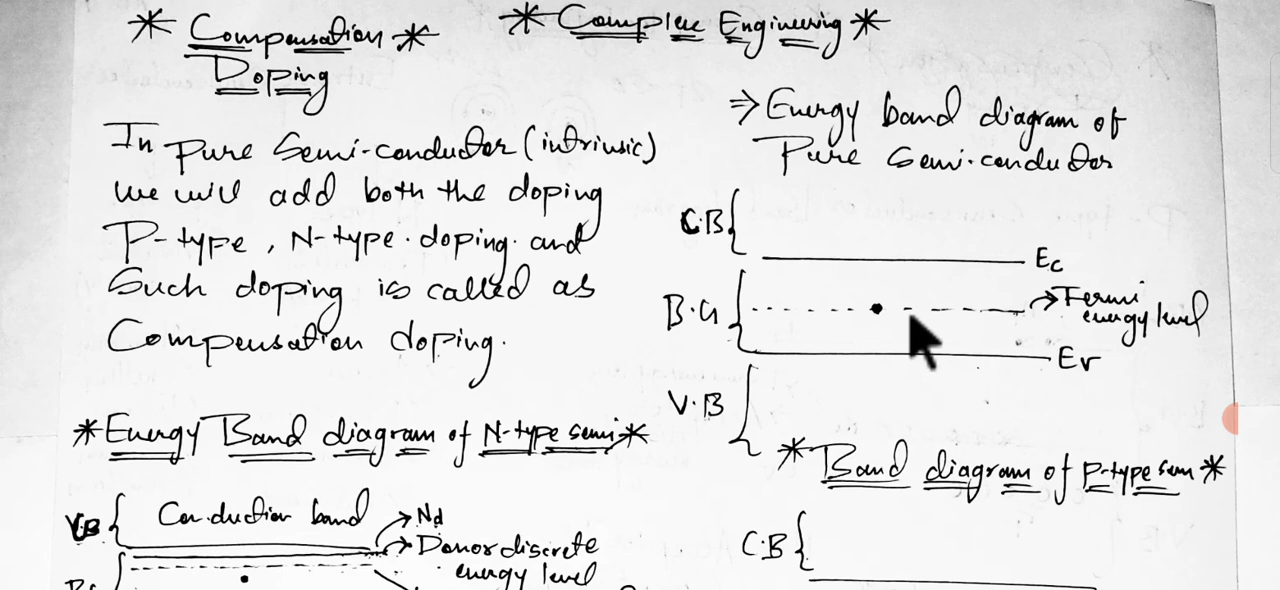 * Compensation *
Doping
* Complete Engineering *
In pure Semi-conductor (intrinsic)
we will add both the doping
P-type, N-type doping and
Such doping is called as
Compensation doping.
⇒ Energy band diagram of
Pure Semi-conductor
C.B
Ec
B.G
Fermi
energy level
Ev
V.B
* Energy Band diagram of N-type semi *
Conduction band
Nd
Donor discrete
energy level
* Band diagram of P-type sem *
C.B